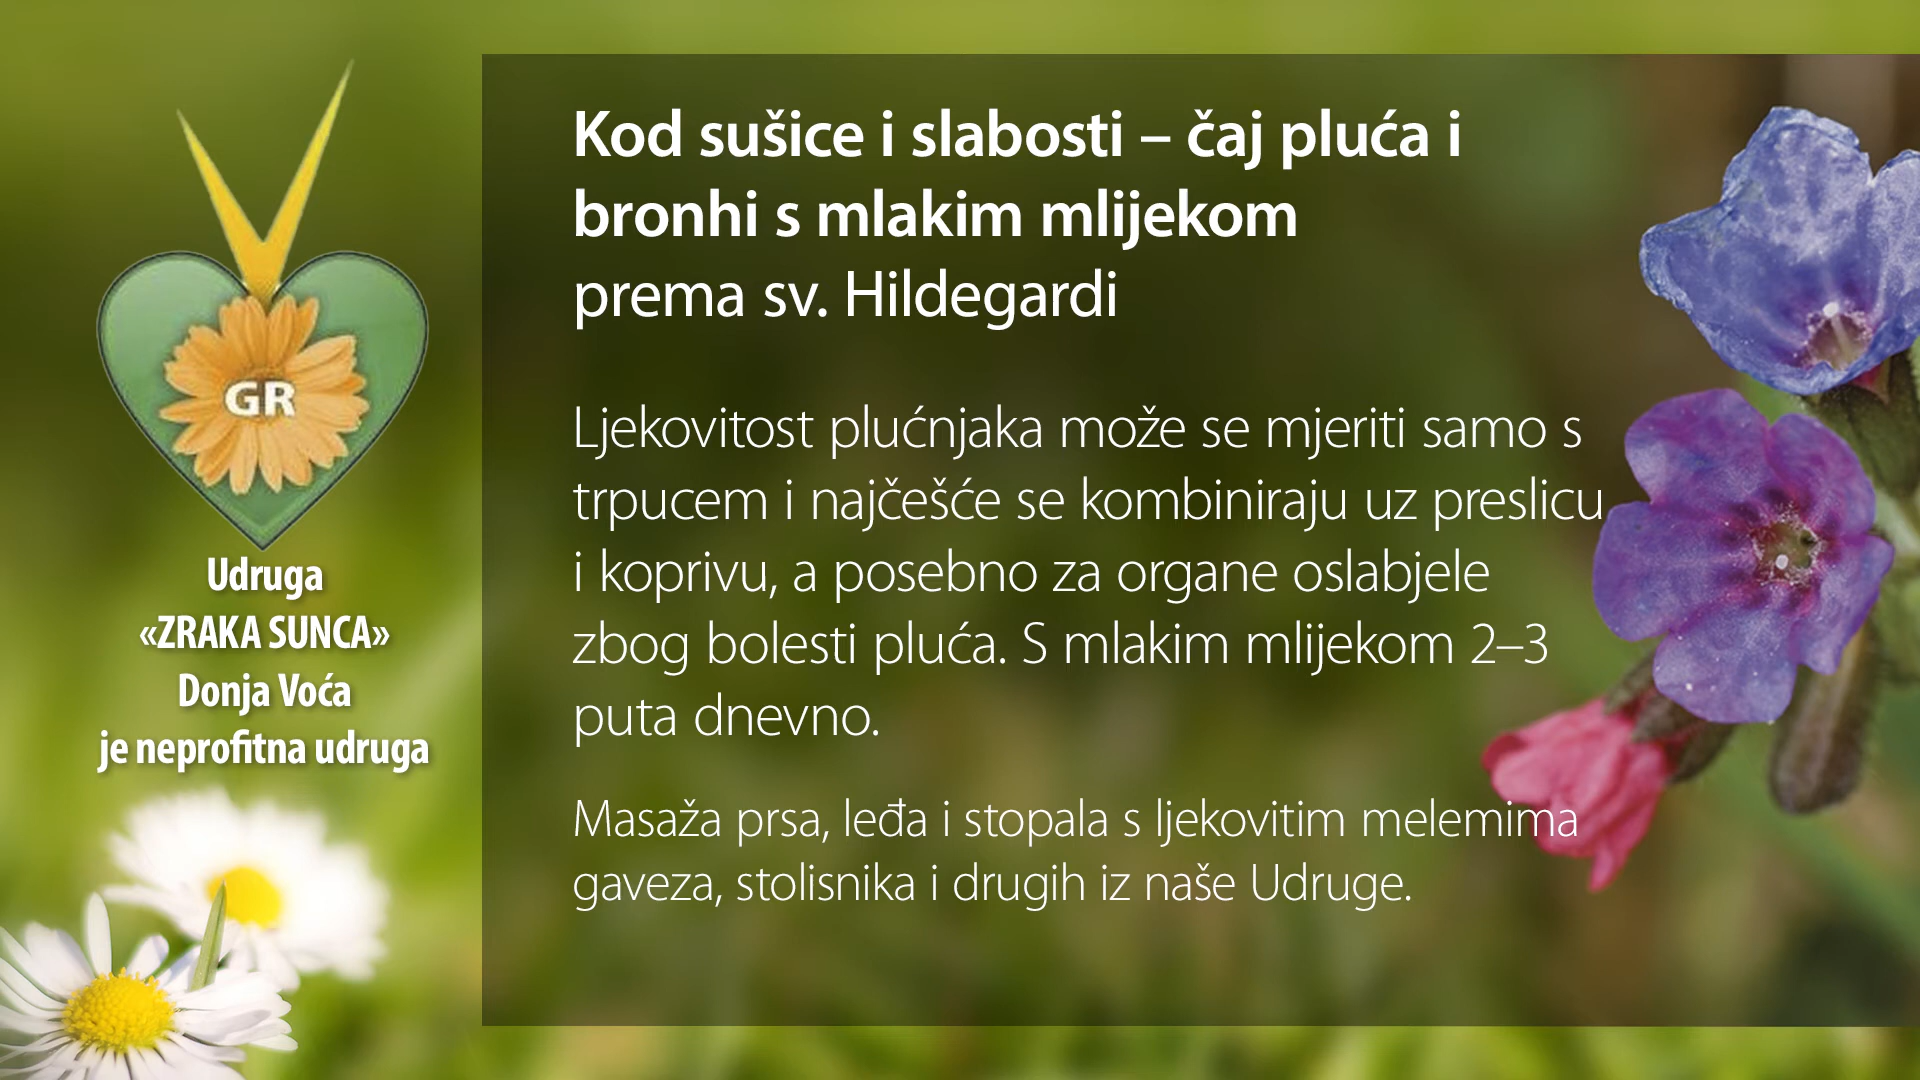 GR
Udruga
«ZRAKA SUNCA»
Donja Voća
je neprofitna udruga
Kod sušice i slabosti – čaj pluća i
bronhi s mlakim mlijekom
prema sv. Hildegardi
Ljekovitost plućnjaka može se mjeriti samo s
trpucem i najčešće se kombiniraju uz preslicu
i koprivu, a posebno za organe oslabjele
zbog bolesti pluća. S mlakim mlijekom 2–3
puta dnevno.
Masaža prsa, leđa i stopala s ljekovitim melemima
gaveza, stolisnika i drugih iz naše Udruge.